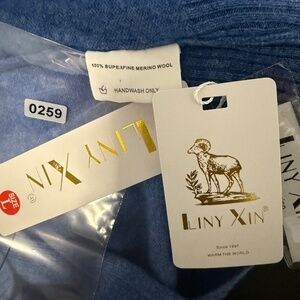 100% SUPERFINE MERINO WOOL
HANDWASH ONLY
0259
LINY XIN
SIZE
L
LINY XIN®
Since 1997
WARM THE WORLD